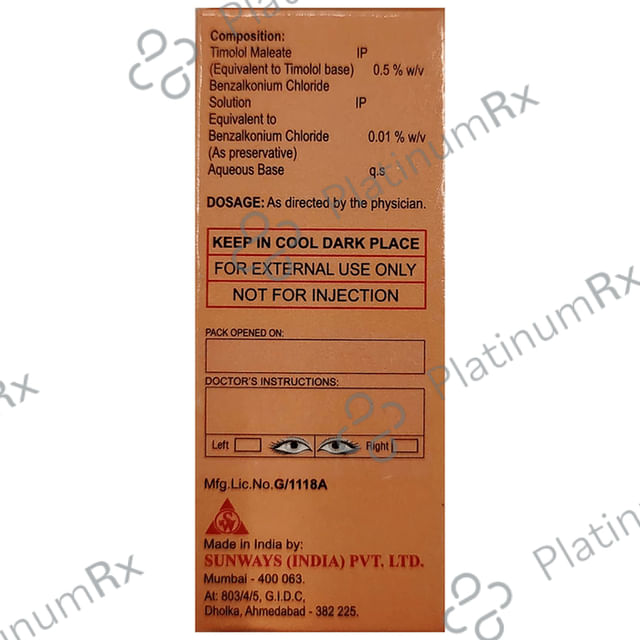 Composition:
Timolol Maleate IP
(Equivalent to Timolol base) 0.5 % w/v
Benzalkonium Chloride
Solution IP
Equivalent to
Benzalkonium Chloride 0.01 % w/v
(As preservative)
Aqueous Base q.s
DOSAGE: As directed by the physician.
KEEP IN COOL DARK PLACE
FOR EXTERNAL USE ONLY
NOT FOR INJECTION
PACK OPENED ON:
DOCTOR'S INSTRUCTIONS:
Left Right
Mfg.Lic.No.G/1118A
Made in India by:
SUNWAYS (INDIA) PVT. LTD.
Mumbai - 400 063.
At: 803/4/5, G.I.D.C,
Dholka, Ahmedabad - 382 225.
PlatinumRx
PlatinumRx
PlatinumRx
Rx
inumRx